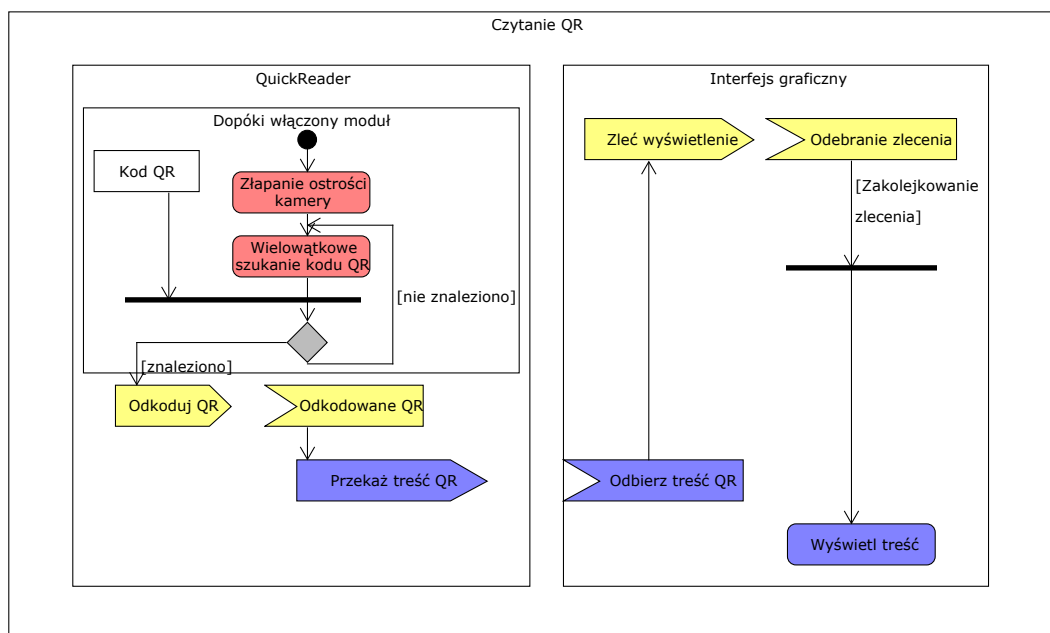 Czytanie QR
QuickReader
Dopóki włączony moduł
Kod QR
Złapanie ostrości
kamery
Wielowątkowe
szukanie kodu QR
[nie znaleziono]
[znaleziono]
Odkoduj QR
Odkodowane QR
Przekaż treść QR
Interfejs graficzny
Zleć wyświetlenie
Odebranie zlecenia
[Zakolejkowanie
zlecenia]
Odbierz treść QR
Wyświetl treść